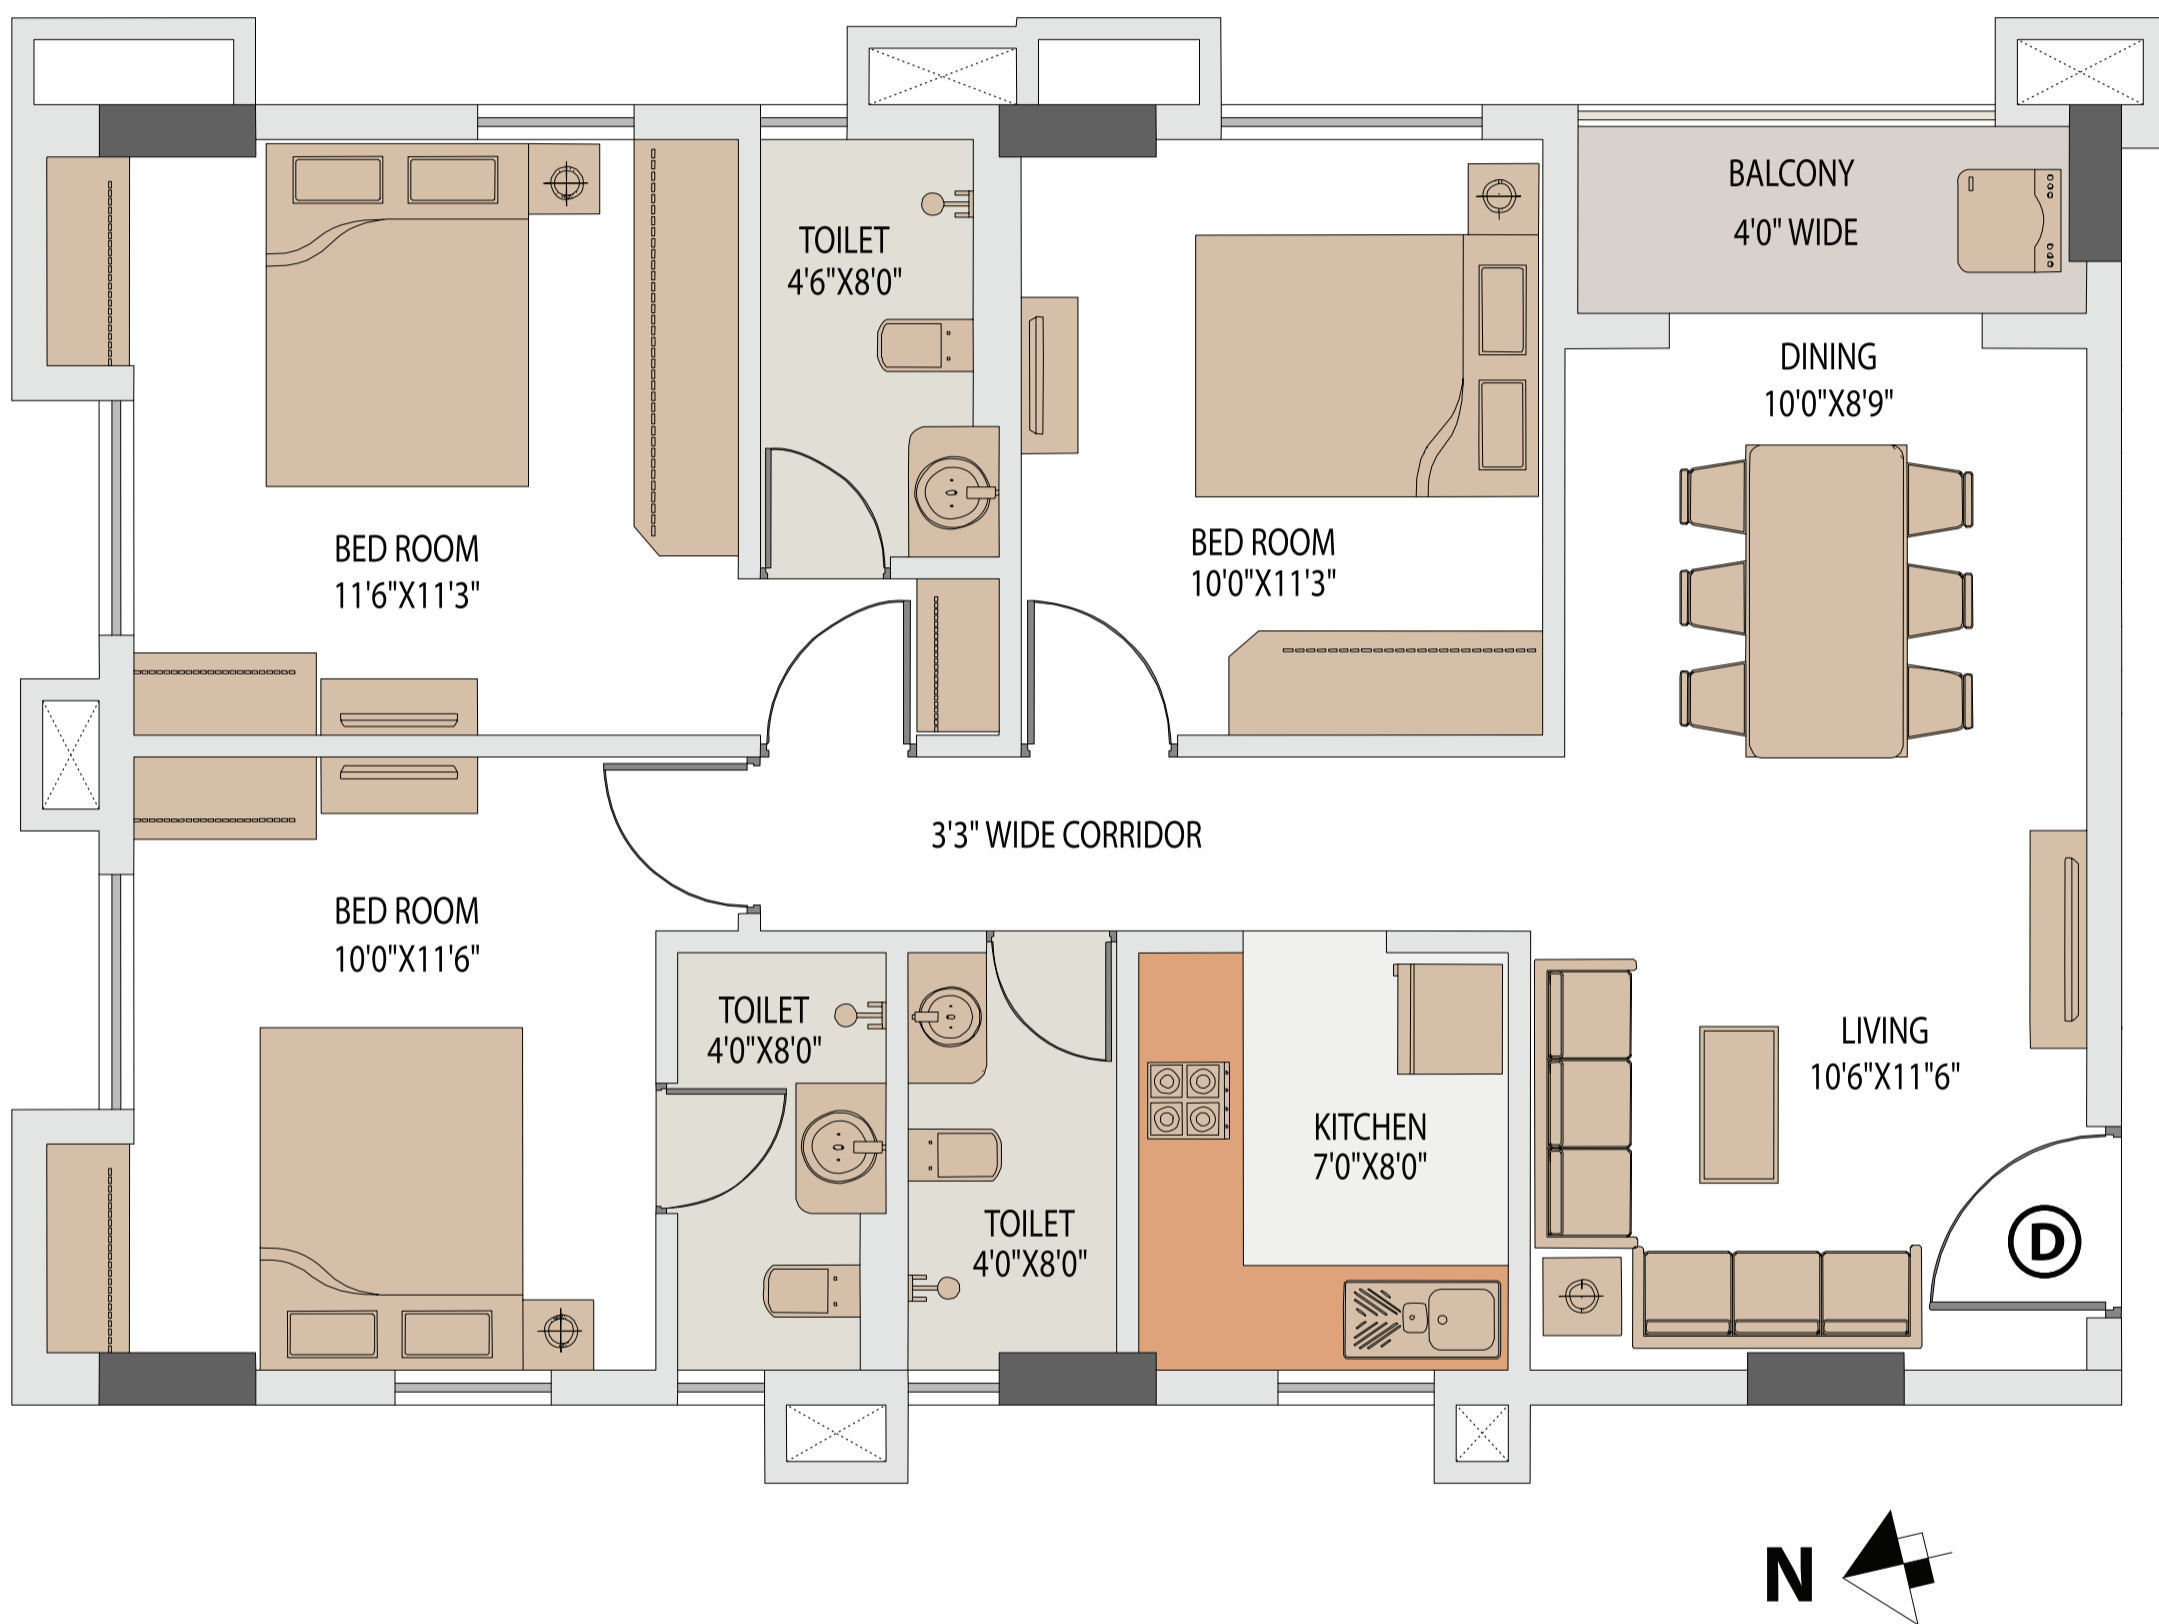 BALCONY
4'0" WIDE
TOILET
4'6"X8'0"
DINING
10'0"X8'9"
BED ROOM
11'6"X11'3"
BED ROOM
10'0"X11'3"
3'3" WIDE CORRIDOR
BED ROOM
10'0"X11'6"
TOILET
4'0"X8'0"
LIVING
10'6"X11"6"
KITCHEN
7'0"X8'0"
TOILET
4'0"X8'0"
D
N